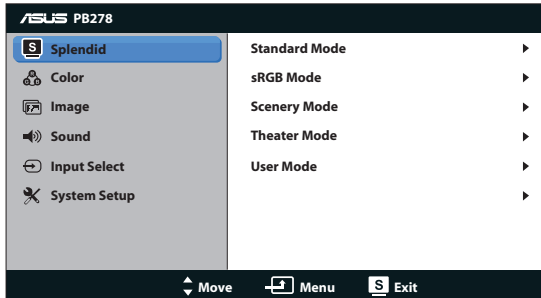 ASUS PB278
S Splendid
Color
Image
Sound
Input Select
System Setup
Standard Mode
sRGB Mode
Scenery Mode
Theater Mode
User Mode
Move Menu S Exit